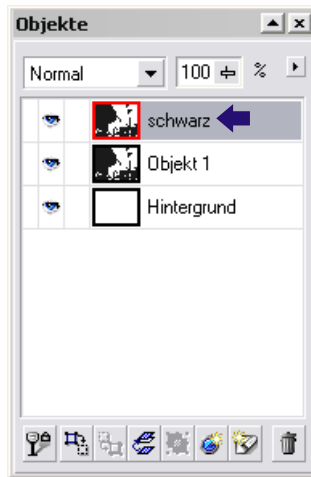 Objekte
Normal 100 %
schwarz
Objekt 1
Hintergrund